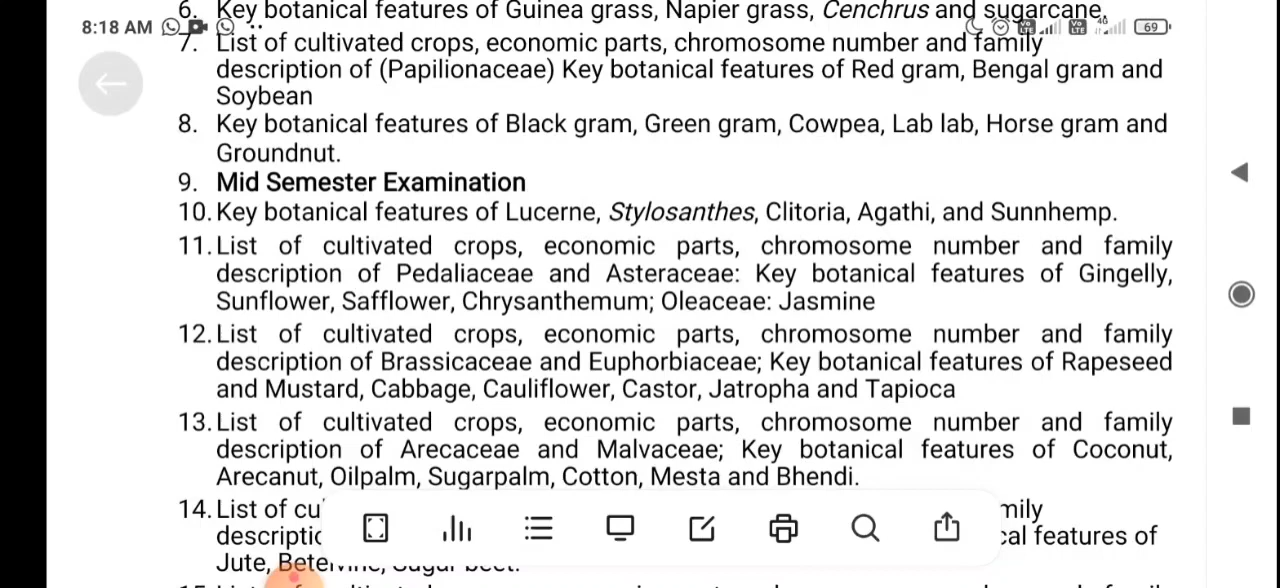 6. Key botanical features of Guinea grass, Napier grass, Cenchrus and sugarcane.
8:18 AM
4G
Vo LTE
Vo LTE
69
7. List of cultivated crops, economic parts, chromosome number and family
description of (Papilionaceae) Key botanical features of Red gram, Bengal gram and
Soybean
8. Key botanical features of Black gram, Green gram, Cowpea, Lab lab, Horse gram and
Groundnut.
9. Mid Semester Examination
10. Key botanical features of Lucerne, Stylosanthes, Clitoria, Agathi, and Sunnhemp.
11. List of cultivated crops, economic parts, chromosome number and family
description of Pedaliaceae and Asteraceae: Key botanical features of Gingelly,
Sunflower, Safflower, Chrysanthemum; Oleaceae: Jasmine
12. List of cultivated crops, economic parts, chromosome number and family
description of Brassicaceae and Euphorbiaceae; Key botanical features of Rapeseed
and Mustard, Cabbage, Cauliflower, Castor, Jatropha and Tapioca
13. List of cultivated crops, economic parts, chromosome number and family
description of Arecaceae and Malvaceae; Key botanical features of Coconut,
Arecanut, Oilpalm, Sugarpalm, Cotton, Mesta and Bhendi.
14. List of
features of
Jute,